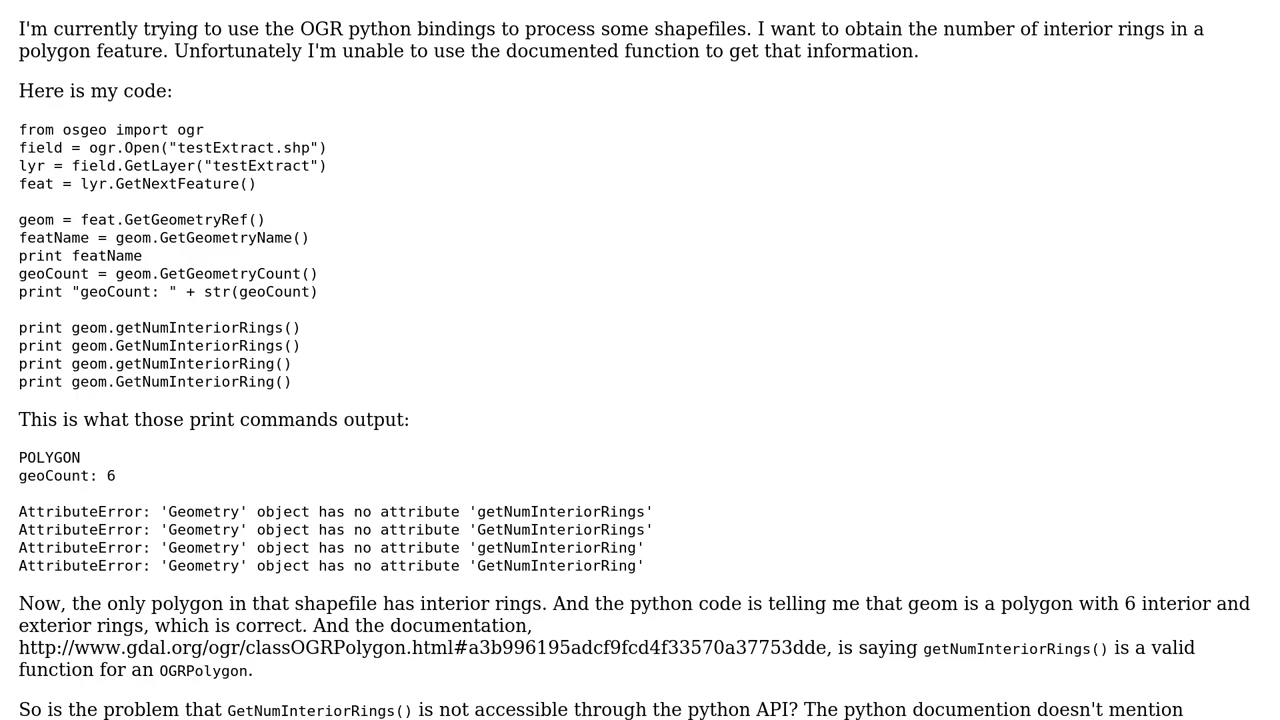 I'm currently trying to use the OGR python bindings to process some shapefiles. I want to obtain the number of interior rings in a
polygon feature. Unfortunately I'm unable to use the documented function to get that information.
Here is my code:
from osgeo import ogr
field = ogr.Open("testExtract.shp")
lyr = field.GetLayer("testExtract")
feat = lyr.GetNextFeature()
geom = feat.GetGeometryRef()
featName = geom.GetGeometryName()
print featName
geoCount = geom.GetGeometryCount()
print "geoCount: " + str(geoCount)
print geom.getNumInteriorRings()
print geom.GetNumInteriorRings()
print geom.getNumInteriorRing()
print geom.GetNumInteriorRing()
This is what those print commands output:
POLYGON
geoCount: 6
AttributeError: 'Geometry' object has no attribute 'getNumInteriorRings'
AttributeError: 'Geometry' object has no attribute 'GetNumInteriorRings'
AttributeError: 'Geometry' object has no attribute 'getNumInteriorRing'
AttributeError: 'Geometry' object has no attribute 'GetNumInteriorRing'
Now, the only polygon in that shapefile has interior rings. And the python code is telling me that geom is a polygon with 6 interior and
exterior rings, which is correct. And the documentation,
http://www.gdal.org/ogr/classOGRPolygon.html#a3b996195adcf9fcd4f33570a37753dde, is saying getNumInteriorRings() is a valid
function for an OGRPolygon.
So is the problem that GetNumInteriorRings() is not accessible through the python API? The python documention doesn't mention